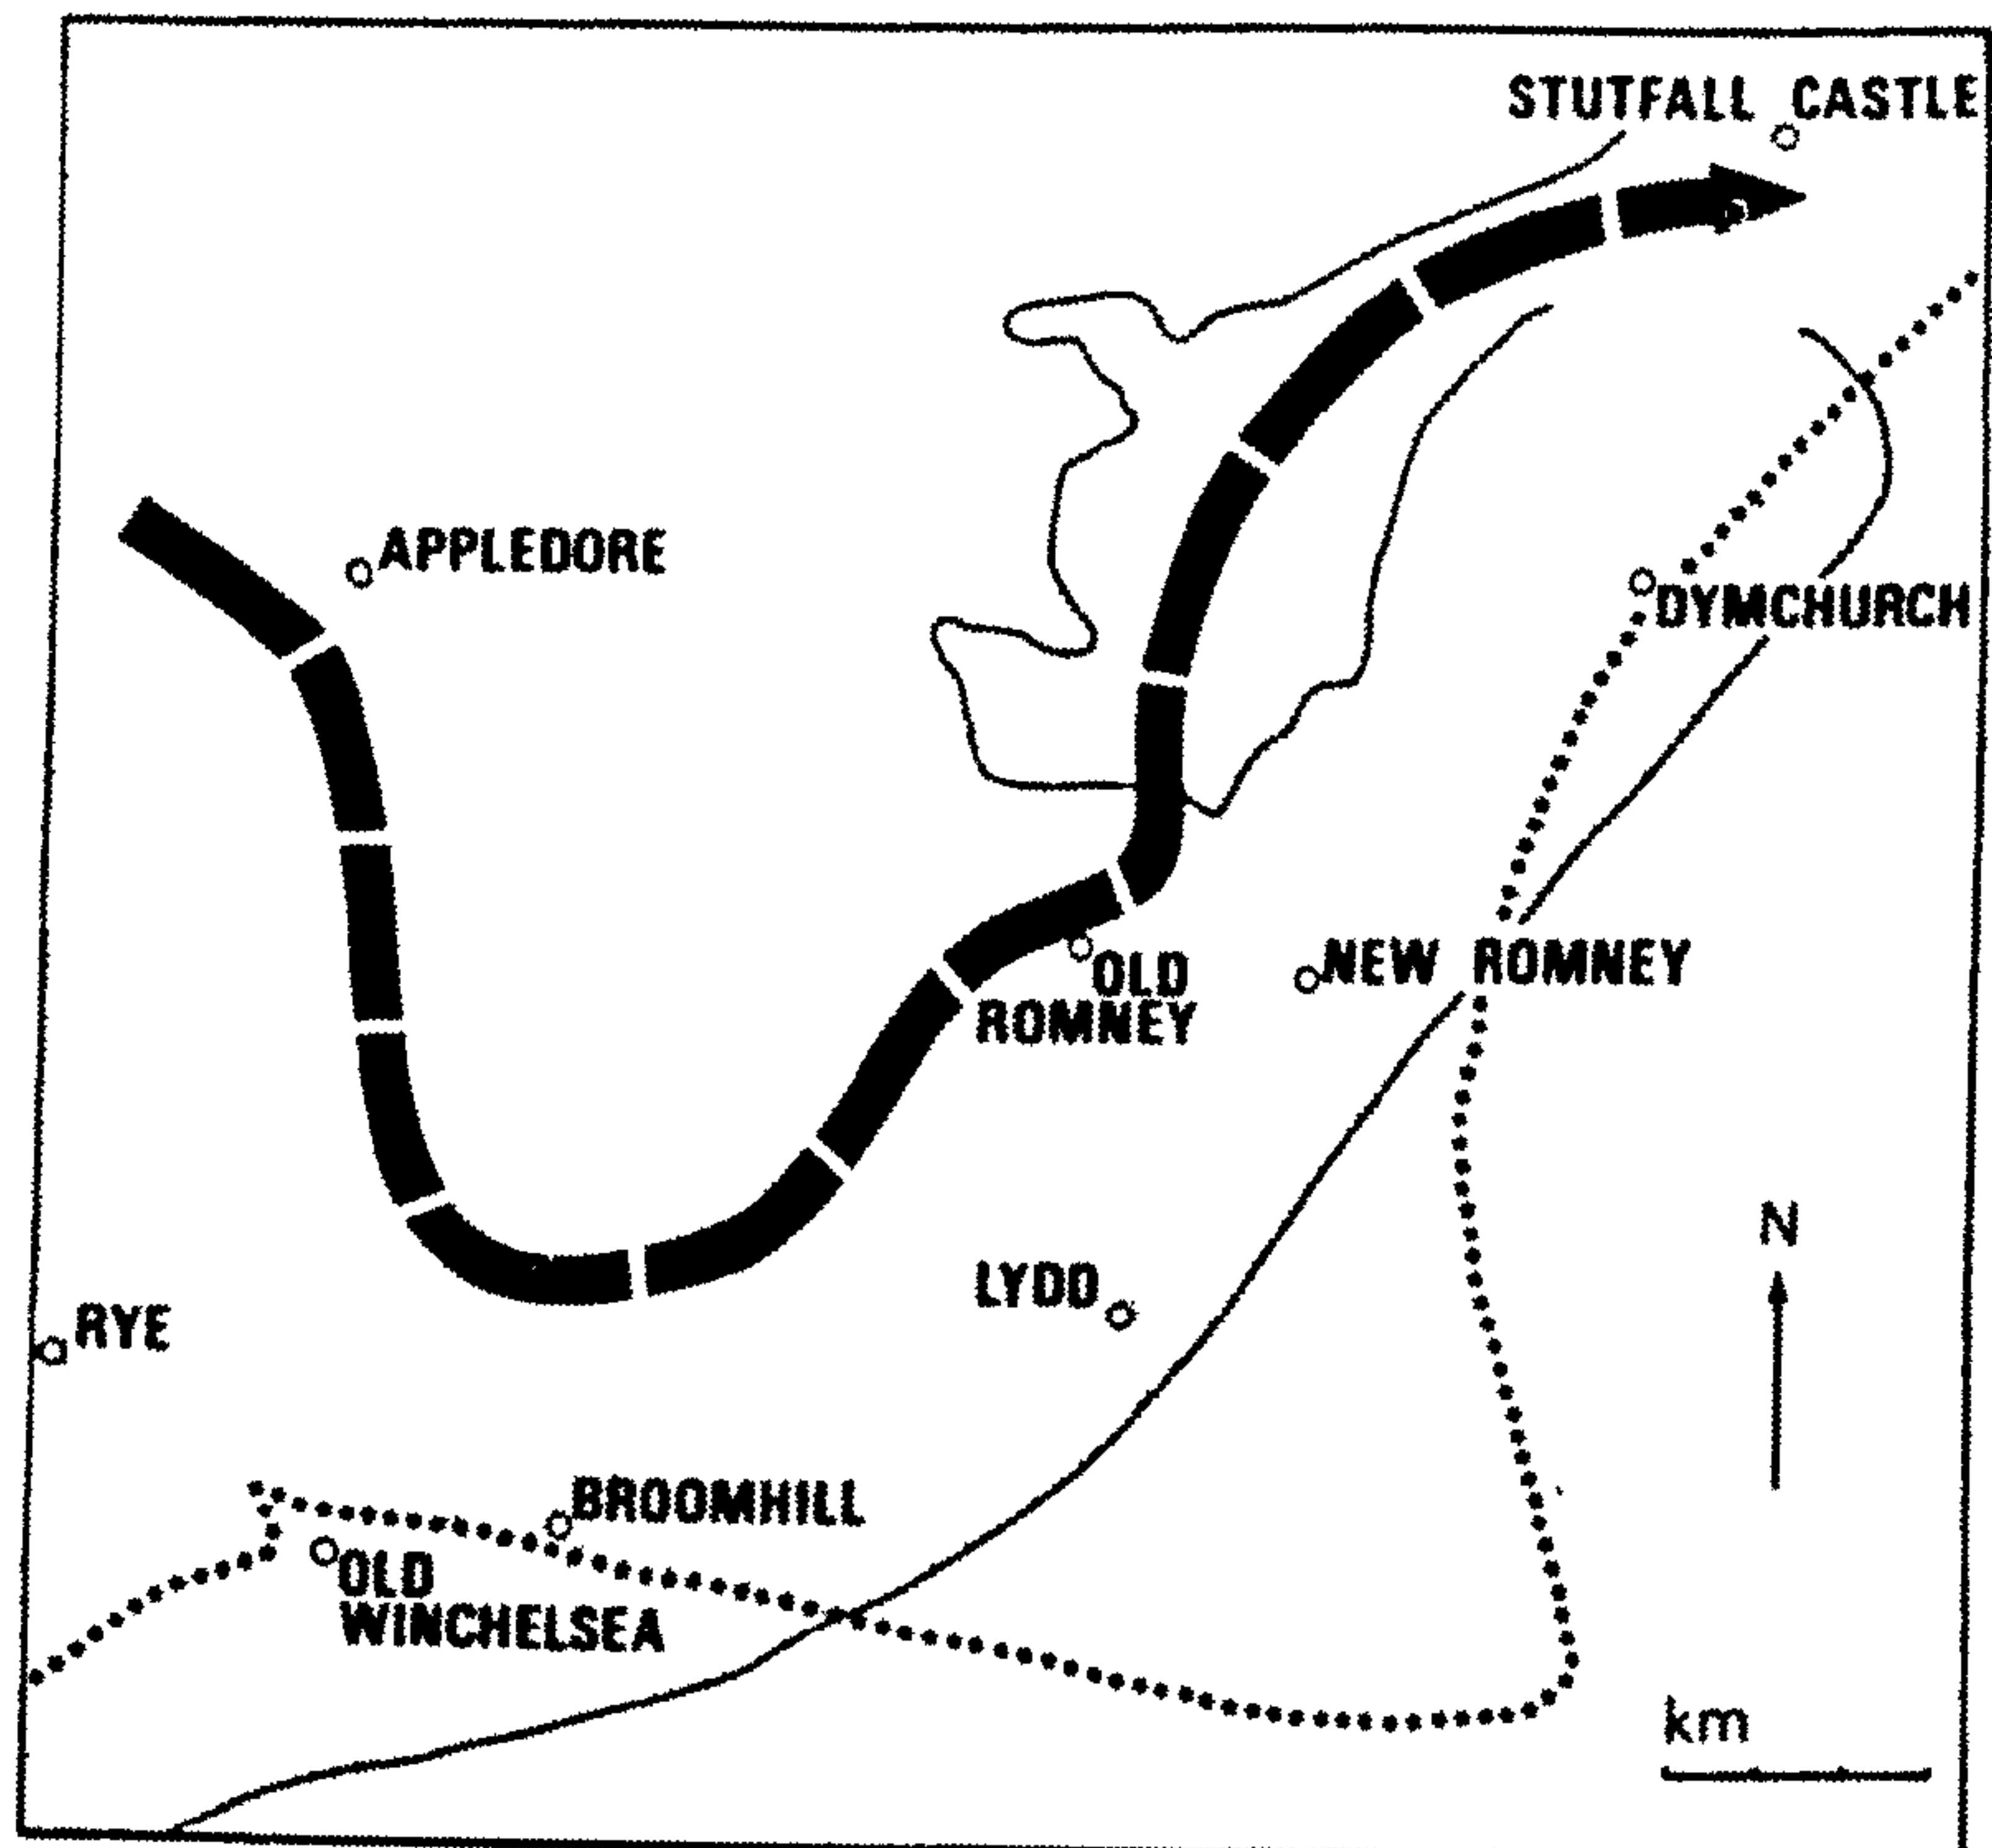 STUTFALL CASTLE
APPLEDORE
DYMCHURCH
OLD
ROMNEY
NEW ROMNEY
N
LYDD
RYE
BROOMHILL
OLD
WINCHELSEA
km